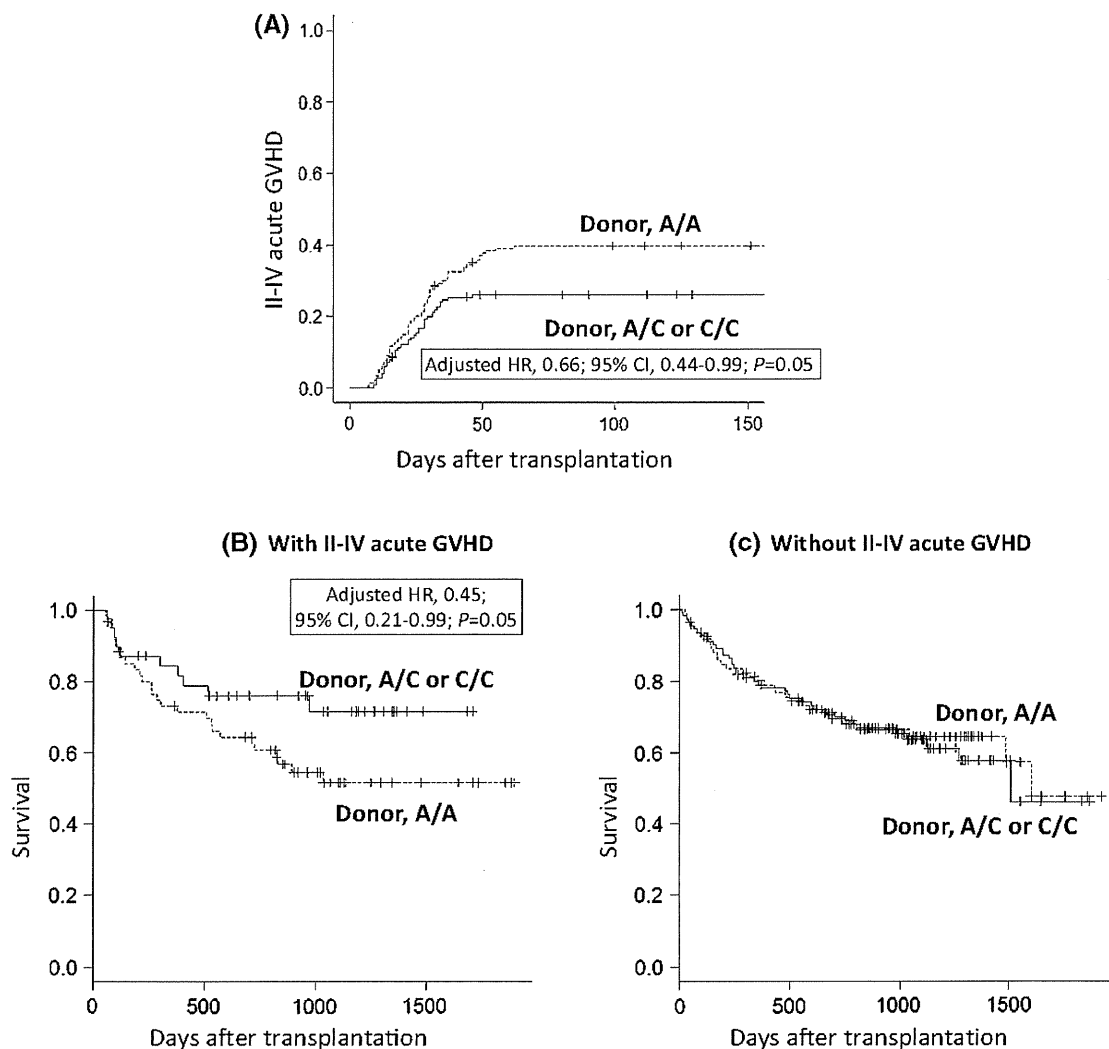 (A)
1.0
0.8
0.6
0.4
0.2
0.0
II-IV acute GVHD
Donor, A/A
Donor, A/C or C/C
Adjusted HR, 0.66; 95% CI, 0.44-0.99; P=0.05
0 50 100 150
Days after transplantation
(B) With II-IV acute GVHD
Adjusted HR, 0.45;
95% CI, 0.21-0.99; P=0.05
1.0
0.8
0.6
0.4
0.2
0.0
Survival
Donor, A/C or C/C
Donor, A/A
0 500 1000 1500
Days after transplantation
(c) Without II-IV acute GVHD
1.0
0.8
0.6
0.4
0.2
0.0
Survival
Donor, A/A
Donor, A/C or C/C
0 500 1000 1500
Days after transplantation